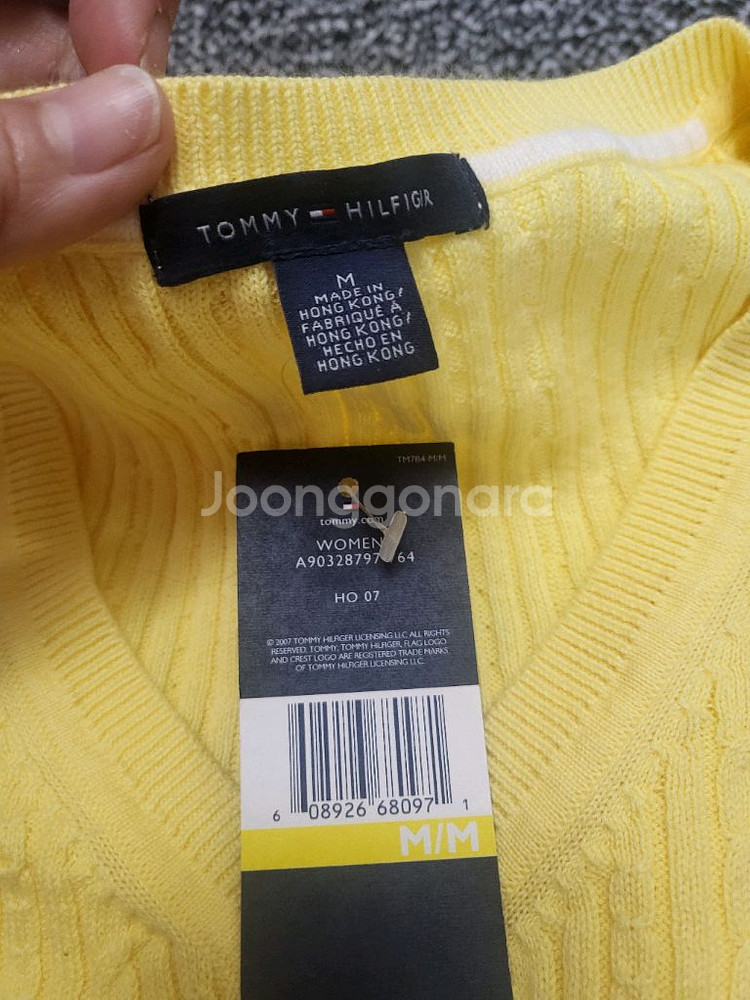 TOMMY HILFIGER
M
MADE IN
HONG KONG/
FABRIQUÉ À
HONG KONG/
HECHO EN
HONG KONG
TM784-M/M
Joonggonara
tommy.com
WOMEN
HO 07
© 2007 TOMMY HILFIGER LICENSING LLC ALL RIGHTS
RESERVED. TOMMY, TOMMY HILFIGER, FLAG LOGO
AND CREST LOGO ARE REGISTERED TRADE MARKS
OF TOMMY HILFIGER LICENSING LLC.
6 08926 68097 1
M/M